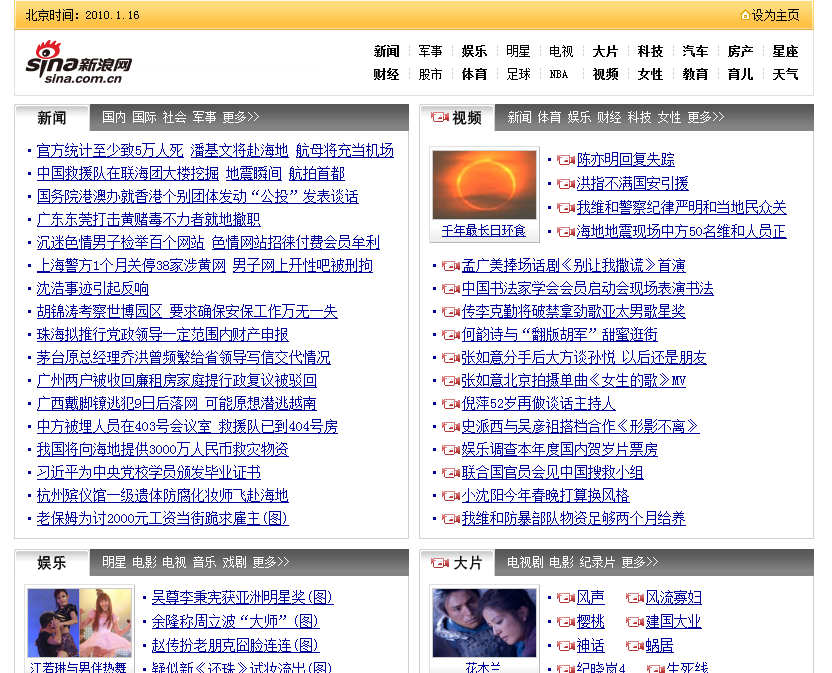 北京时间：2010.1.16
设为主页
sina新浪网
sina.com.cn
新闻 军事 娱乐 明星 电视 大片 科技 汽车 房产 星座
财经 股市 体育 足球 NBA 视频 女性 教育 育儿 天气
新闻 国内 国际 社会 军事 更多>>
官方统计至少致5万人死 潘基文将赴海地 航母将充当机场
中国救援队在联海团大楼挖掘 地震瞬间 航拍首都
国务院港澳办就香港个别团体发动“公投”发表谈话
广东东莞打击黄赌毒不力者就地撤职
沉迷色情男子检举百个网站 色情网站招徕付费会员牟利
上海警方1个月关停38家涉黄网 男子网上开性吧被刑拘
沈浩事迹引起反响
胡锦涛考察世博园区 要求确保安保工作万无一失
珠海拟推行党政领导一定范围内财产申报
茅台原总经理乔洪曾频繁给省领导写信交代情况
广州两户被收回廉租房家庭提行政复议被驳回
广西戴脚镣逃犯9日后落网 可能原想潜逃越南
中方被埋人员在403号会议室 救援队已到404号房
我国将向海地提供3000万人民币救灾物资
习近平为中央党校学员颁发毕业证书
杭州殡仪馆一级遗体防腐化妆师飞赴海地
老保姆为讨2000元工资当街跪求雇主(图)
视频 新闻 体育 娱乐 财经 科技 女性 更多>>
千年最长日环食
陈亦明回复失踪
洪指不满国安引援
我维和警察纪律严明和当地民众关
海地地震现场中方50名维和人员正
孟广美捧场话剧《别让我撒谎》首演
中国书法家学会会员启动会现场表演书法
传李克勤将破禁拿劲歌亚太男歌星奖
何韵诗与“翻版胡军”甜蜜逛街
张如意分手后大方谈孙悦 以后还是朋友
张如意北京拍摄单曲《女生的歌》MV
倪萍52岁再做谈话主持人
史派西与吴彦祖搭档合作《形影不离》
娱乐调查本年度国内贺岁片票房
联合国官员会见中国搜救小组
小沈阳今年春晚打算换风格
我维和防暴部队物资足够两个月给养
娱乐 明星 电影 电视 音乐 戏剧 更多>>
江若琳与男伴热舞
吴尊李秉宪获亚洲明星奖(图)
余隆称周立波“大师”(图)
赵传扮老朋克囧脸连连(图)
疑似新《还珠》试妆流出(图)
大片 电视剧 电影 纪录片 更多>>
花木兰
风声 风流寡妇
樱桃 建国大业
神话 蜗居
纪晓岚4 生死线